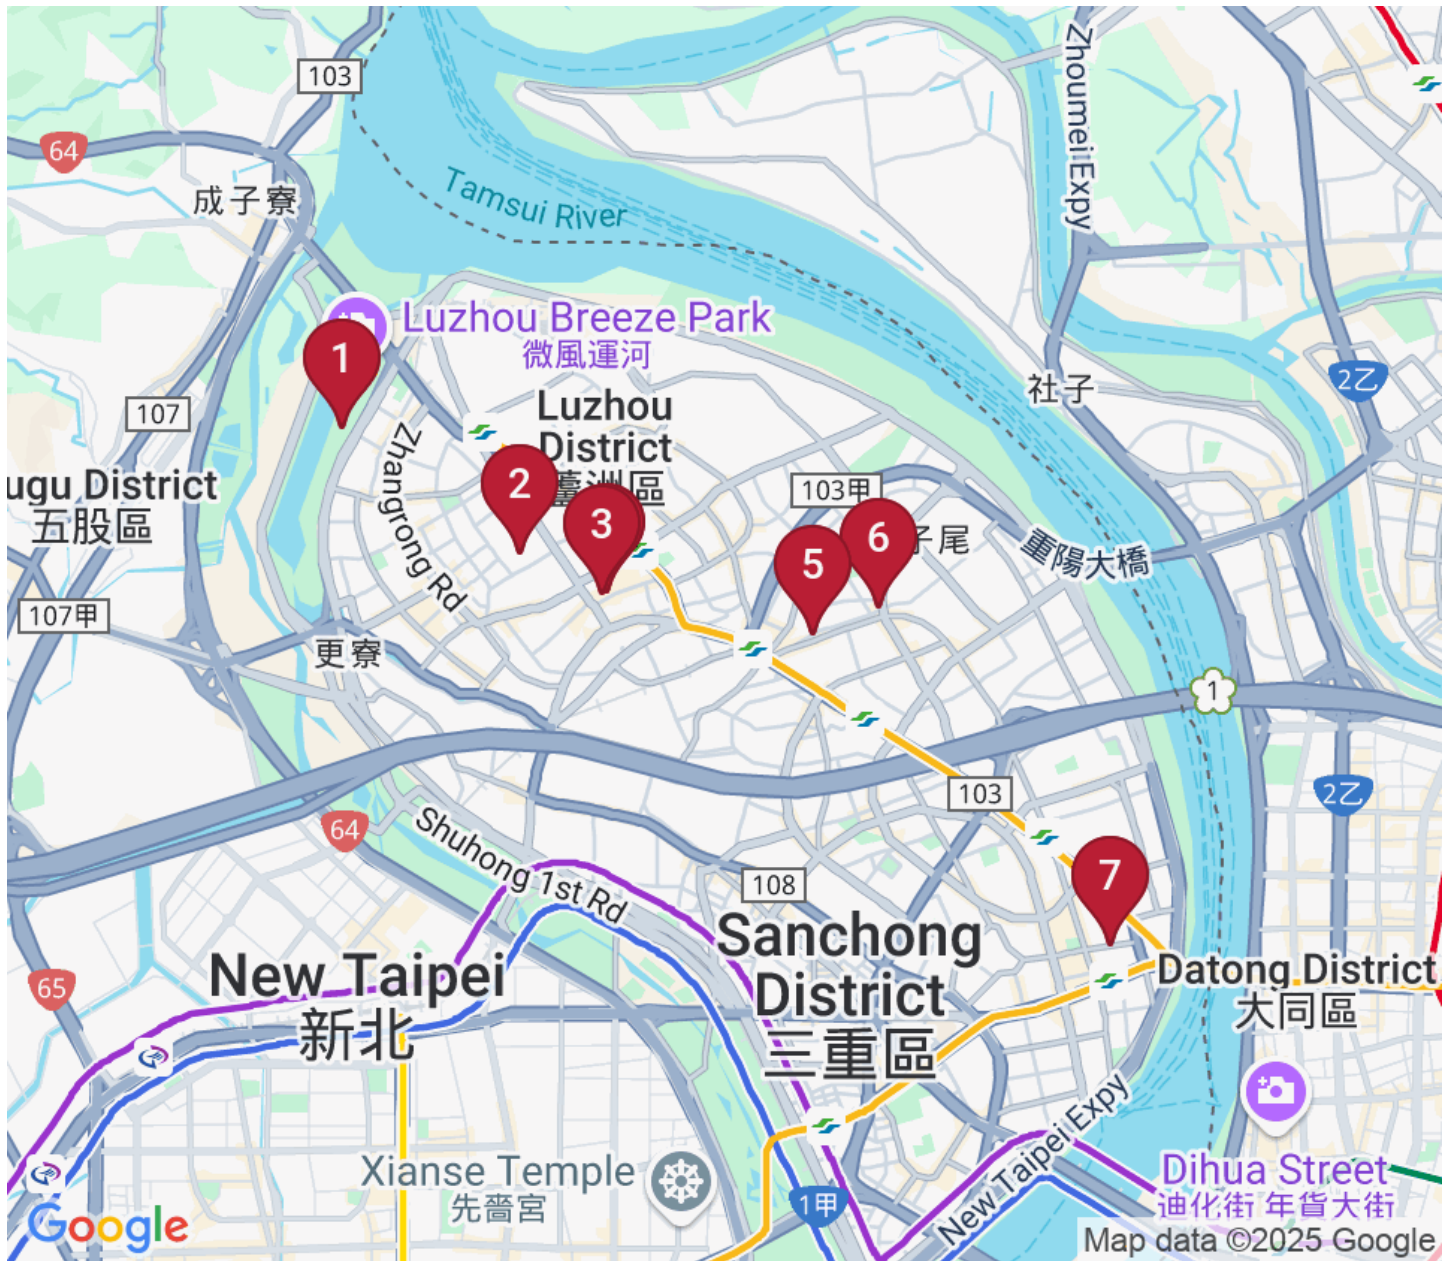 103
64
成子寮
Tamsui River
Zhoumei Expy
Luzhou Breeze Park
微風運河
1
2乙
社子
107
Luzhou
District
蘆洲區
Zhangrong Rd
ugu District
五股區
2
3
103甲
6
子尾
5
重陽大橋
107甲
更寮
1
103
2乙
64
Shuhong 1st Rd
108
7
Sanchong
District
三重區
New Taipei
新北
65
Datong District
大同區
New Taipei Expy
Xianse Temple
先嗇宮
1甲
Dihua Street
迪化街 年貨大街
Google
Map data ©2025 Google